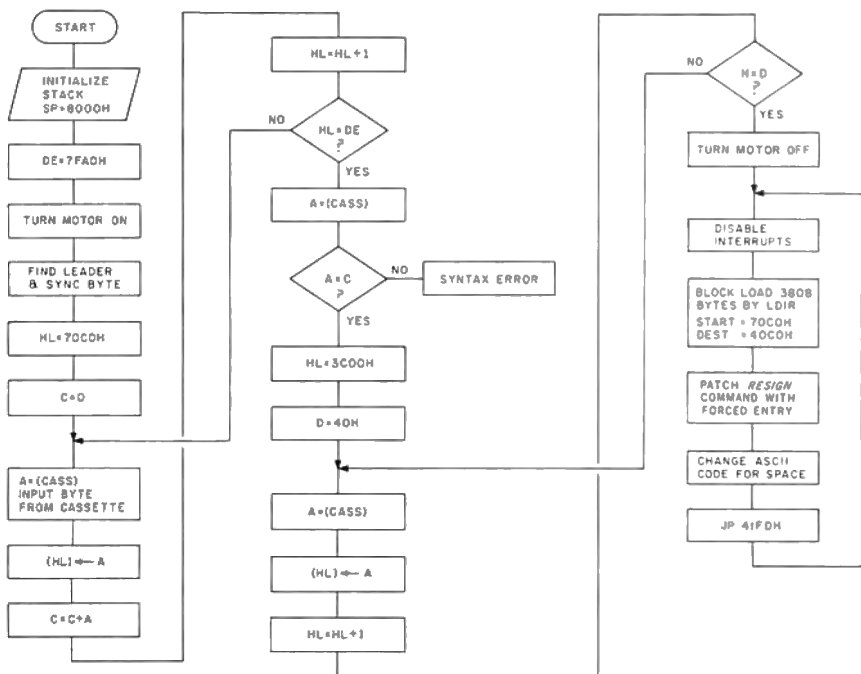 START
INITIALIZE
STACK
SP=8000H
DE=7FA0H
TURN MOTOR ON
FIND LEADER
& SYNC BYTE
HL=70C0H
C=0
A=(CASS)
INPUT BYTE
FROM CASSETTE
(HL)← A
C=C+A
HL=HL+1
NO
HL=DE
?
YES
A=(CASS)
A=C
?
NO
SYNTAX ERROR
YES
HL=3C00H
D=40H
A=(CASS)
(HL)← A
HL=HL+1
NO
H=D
?
YES
TURN MOTOR OFF
DISABLE
INTERRUPTS
BLOCK LOAD 3808
BYTES BY LDIR
START = 70C0H
DEST = 40C0H
PATCH RESIGN
COMMAND WITH
FORCED ENTRY
CHANGE ASCII
CODE FOR SPACE
JP 41FDH